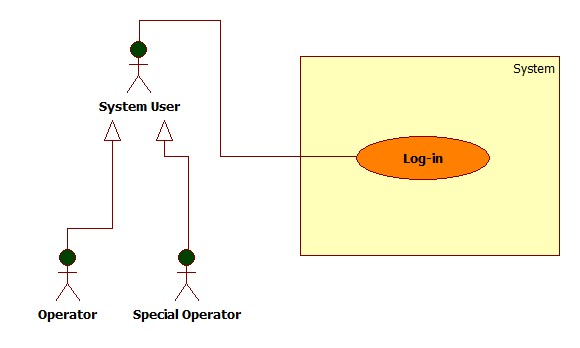 System
System User
Log-in
Operator
Special Operator